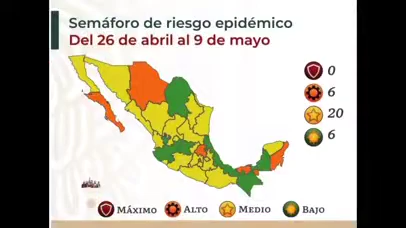 Semáforo de riesgo epidémico
Del 26 de abril al 9 de mayo
0
6
20
6
MÁXIMO ALTO MEDIO BAJO